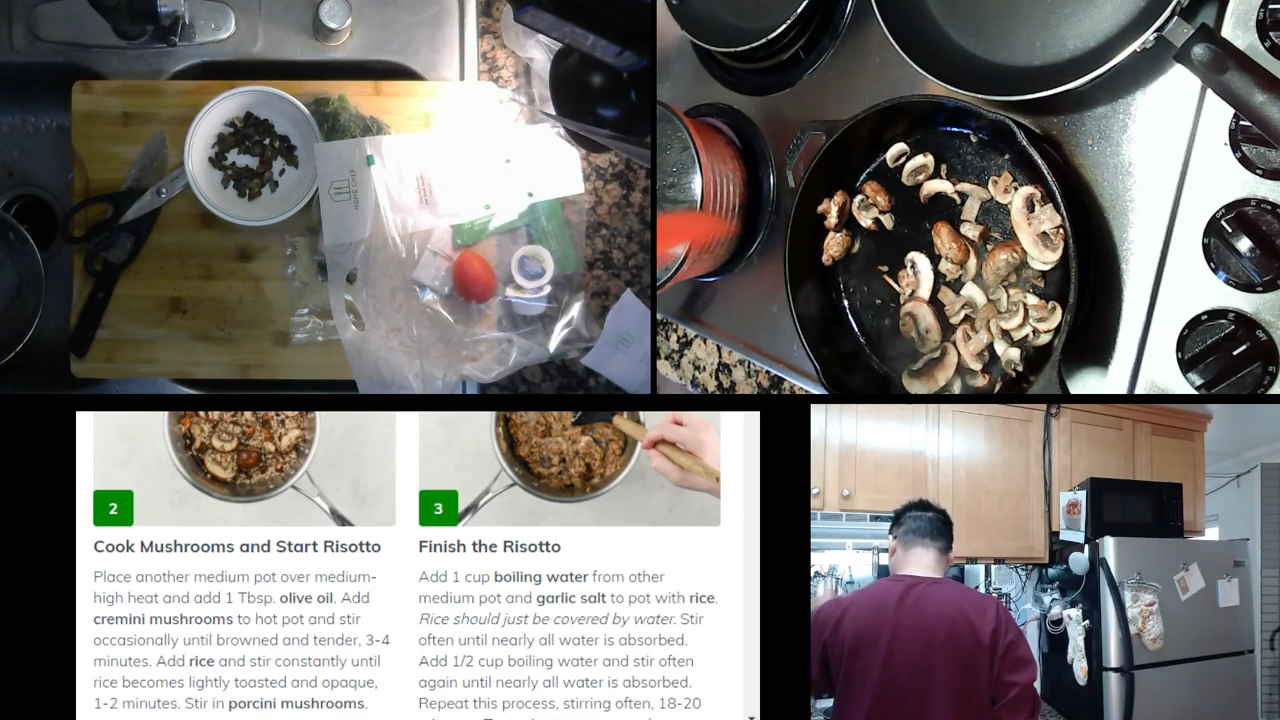 HOME CHEF
2
Cook Mushrooms and Start Risotto
Place another medium pot over medium-
high heat and add 1 Tbsp. olive oil. Add
cremini mushrooms to hot pot and stir
occasionally until browned and tender, 3-4
minutes. Add rice and stir constantly until
rice becomes lightly toasted and opaque,
1-2 minutes. Stir in porcini mushrooms.
3
Finish the Risotto
Add 1 cup boiling water from other
medium pot and garlic salt to pot with rice.
Rice should just be covered by water. Stir
often until nearly all water is absorbed.
Add 1/2 cup boiling water and stir often
again until nearly all water is absorbed.
Repeat this process, stirring often, 18-20